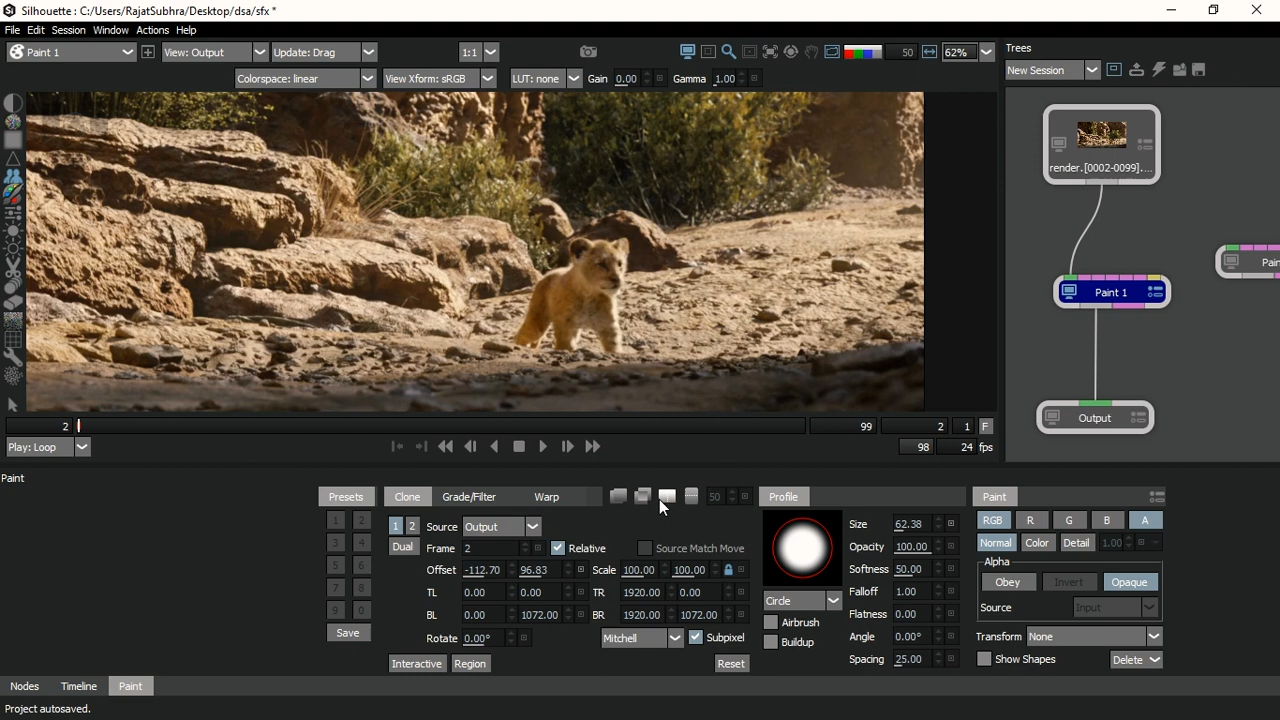 Silhouette : C:/Users/RajatSubhra/Desktop/dsa/sfx *
File Edit Session Window Actions Help
Paint 1 View: Output Update: Drag 1:1 50 62%
Colorspace: linear View Xform: sRGB LUT: none Gain 0.00 Gamma 1.00
Trees
New Session
render.[0002-0099]....
Paint 1
Pain
Output
2 99 2 1 F
Play: Loop 98 24 fps
Paint
Presets Clone Grade/Filter Warp 50 Profile Paint
1 2 1 2 Source Output Size 62.38 RGB R G B A
3 4 Dual Frame 2 Relative Source Match Move Opacity 100.00 Normal Color Detail 1.00
5 6 Offset -112.70 96.83 Scale 100.00 100.00 Softness 50.00 Alpha
7 8 TL 0.00 0.00 TR 1920.00 0.00 Circle Falloff 1.00 Obey Invert Opaque
9 0 BL 0.00 1072.00 BR 1920.00 1072.00 Airbrush Flatness 0.00 Source Input
Save Rotate 0.00° Mitchell Subpixel Buildup Angle 0.00° Transform None
Interactive Region Reset Spacing 25.00 Show Shapes Delete
Nodes Timeline Paint
Project autosaved.